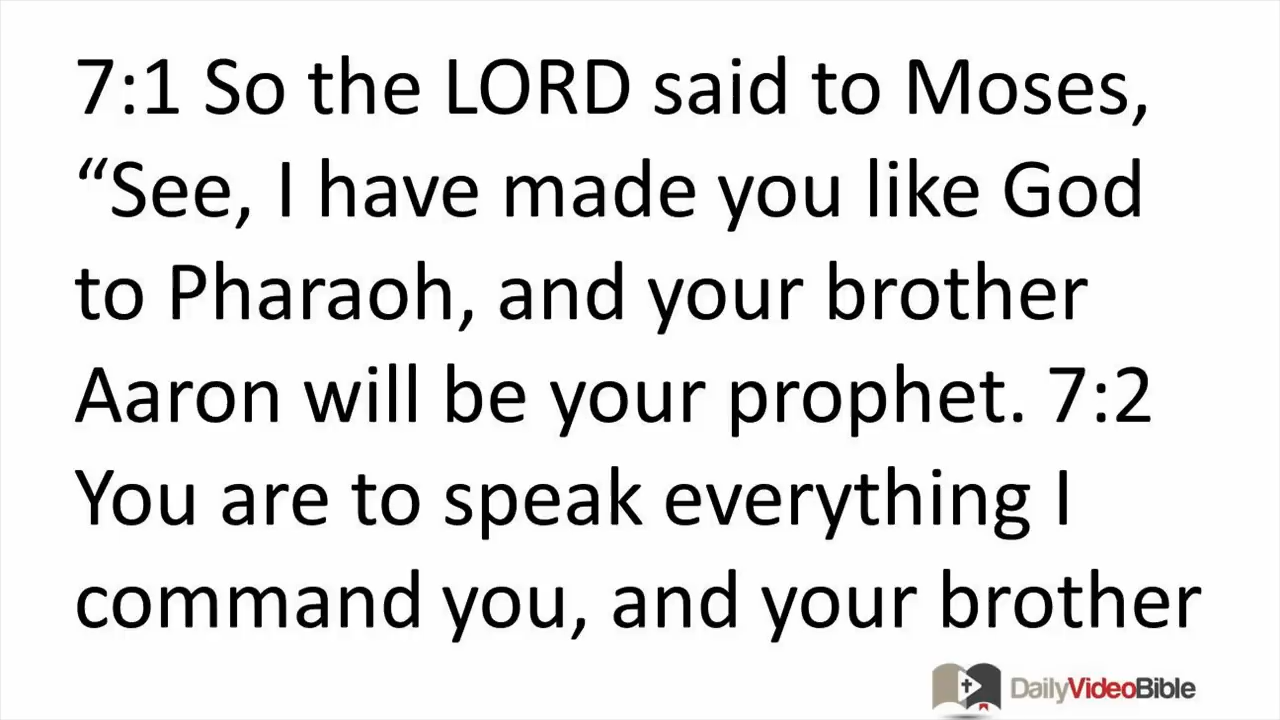 7:1 So the LORD said to Moses,
“See, I have made you like God
to Pharaoh, and your brother
Aaron will be your prophet. 7:2
You are to speak everything I
command you, and your brother
DailyVideoBible